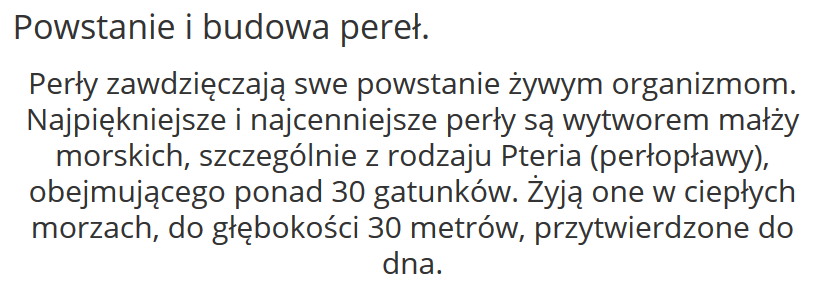 Powstanie i budowa pereł.
Perły zawdzięczają swe powstanie żywym organizmom.
Najpiękniejsze i najcenniejsze perły są wytworem małży
morskich, szczególnie z rodzaju Pteria (perłopławy),
obejmującego ponad 30 gatunków. Żyją one w ciepłych
morzach, do głębokości 30 metrów, przytwierdzone do
dna.